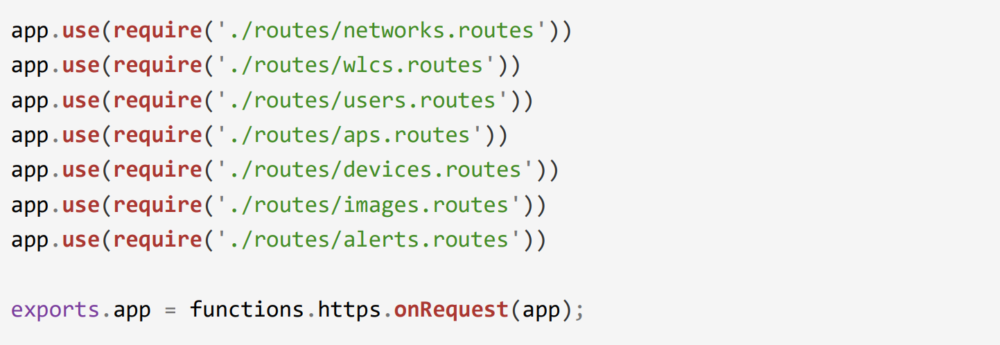 app.use(require('./routes/networks.routes'))
app.use(require('./routes/wlcs.routes'))
app.use(require('./routes/users.routes'))
app.use(require('./routes/aps.routes'))
app.use(require('./routes/devices.routes'))
app.use(require('./routes/images.routes'))
app.use(require('./routes/alerts.routes'))
exports.app = functions.https.onRequest(app);